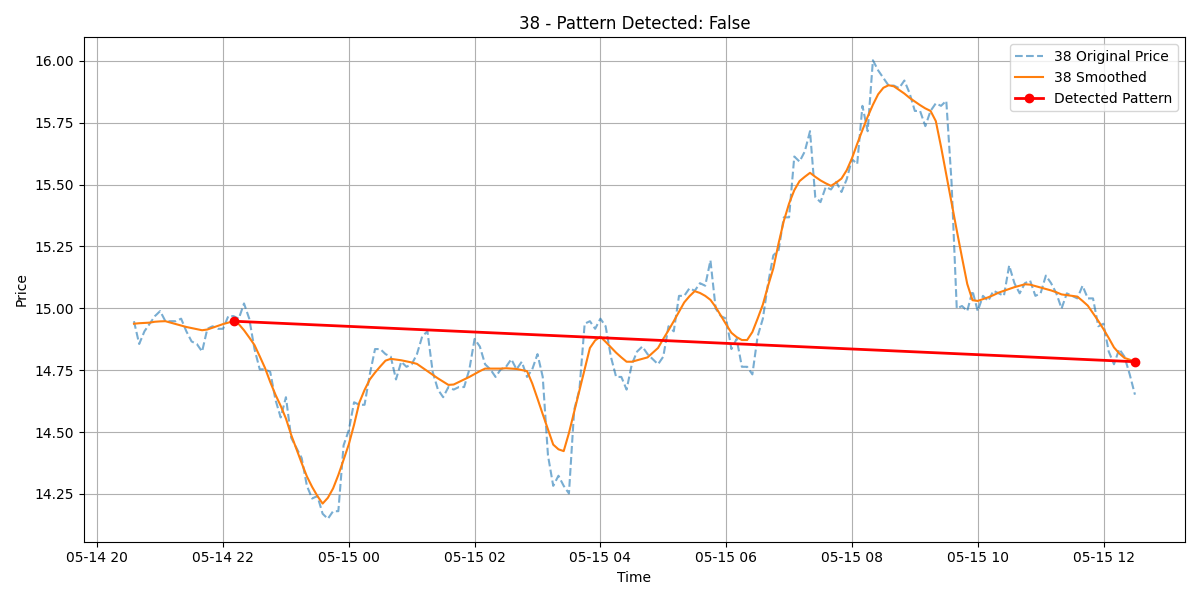 38 - Pattern Detected: False
38 Original Price
38 Smoothed
Detected Pattern
Price
16.00
15.75
15.50
15.25
15.00
14.75
14.50
14.25
05-14 20
05-14 22
05-15 00
05-15 02
05-15 04
05-15 06
05-15 08
05-15 10
05-15 12
Time